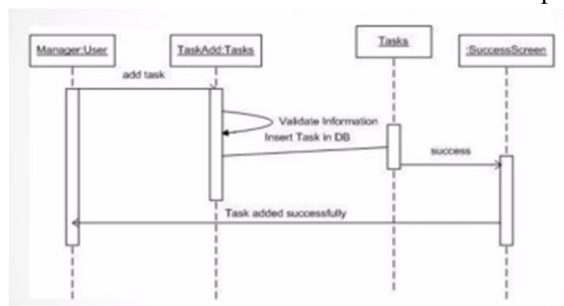 Manager:User
TaskAdd:Tasks
Tasks
:SuccessScreen
add task
Validate Information
Insert Task in DB
success
Task added successfully